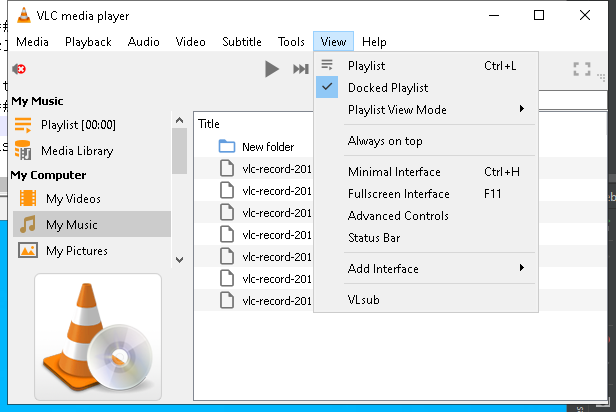 VLC media player
Media Playback Audio Video Subtitle Tools View Help
Playlist Ctrl+L
Docked Playlist
Playlist View Mode
Always on top
Minimal Interface Ctrl+H
Fullscreen Interface F11
Advanced Controls
Status Bar
Add Interface
VLsub
My Music
Playlist [00:00]
Media Library
My Computer
My Videos
My Music
My Pictures
Title
New folder
vlc-record-201
vlc-record-201
vlc-record-201
vlc-record-201
vlc-record-201
vlc-record-201
vlc-record-201